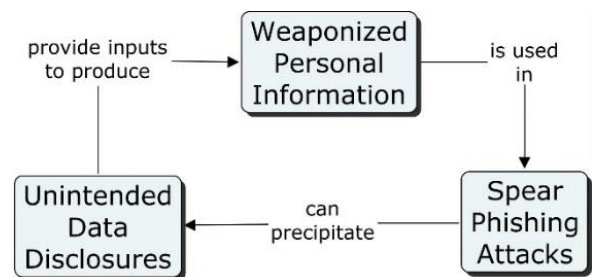 provide inputs
to produce
Weaponized
Personal
Information
is used
in
Unintended
Data
Disclosures
can
precipitate
Spear
Phishing
Attacks